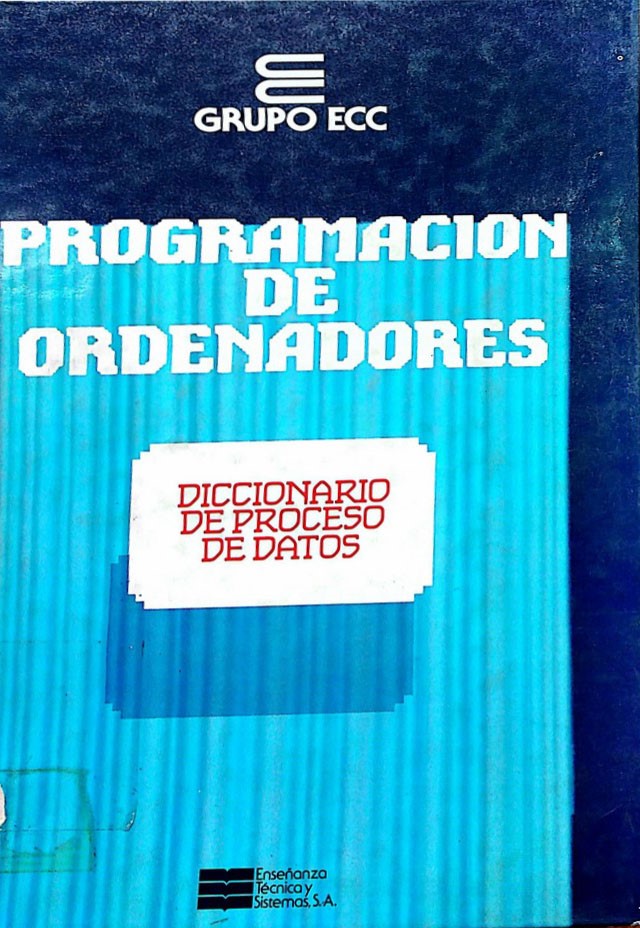 GRUPO ECC
PROGRAMACION
DE
ORDENADORES
DICCIONARIO
DE PROCESO
DE DATOS
Enseñanza
Técnica y
Sistemas, S.A.